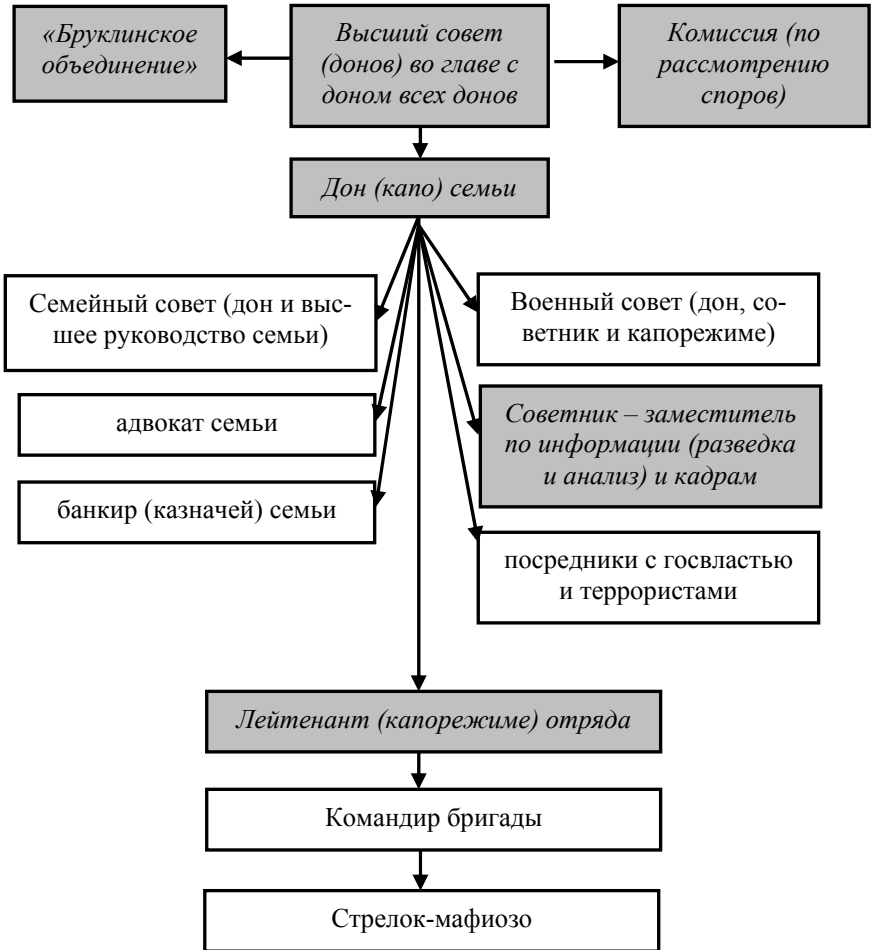 «Бруклинское
объединение»
Высший совет
(донов) во главе с
доном всех донов
Комиссия (по
рассмотрению
споров)
Дон (капо) семьи
Семейный совет (дон и выс-
шее руководство семьи)
Военный совет (дон, со-
ветник и капорежиме)
адвокат семьи
Советник – заместитель
по информации (разведка
и анализ) и кадрам
банкир (казначей) семьи
посредники с госвластью
и террористами
Лейтенант (капорежиме) отряда
Командир бригады
Стрелок-мафиозо